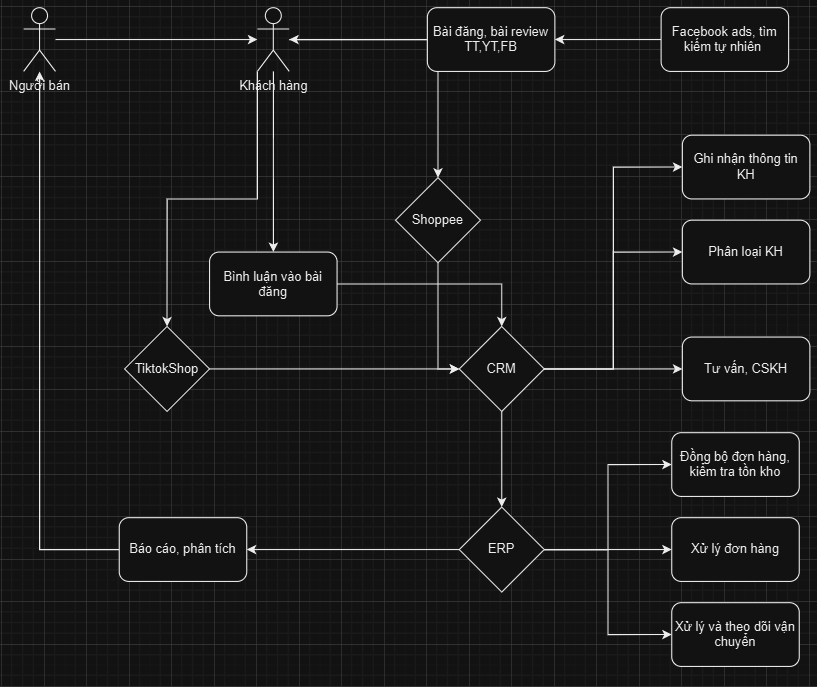 Bài đăng, bài review
TT,YT,FB
Facebook ads, tìm
kiếm tự nhiên
Người bán
Khách hàng
Ghi nhận thông tin
KH
Shoppee
Phân loại KH
Bình luận vào bài
đăng
TiktokShop
CRM
Tư vấn, CSKH
Đồng bộ đơn hàng,
kiểm tra tồn kho
Báo cáo, phân tích
ERP
Xử lý đơn hàng
Xử lý và theo dõi vận
chuyển